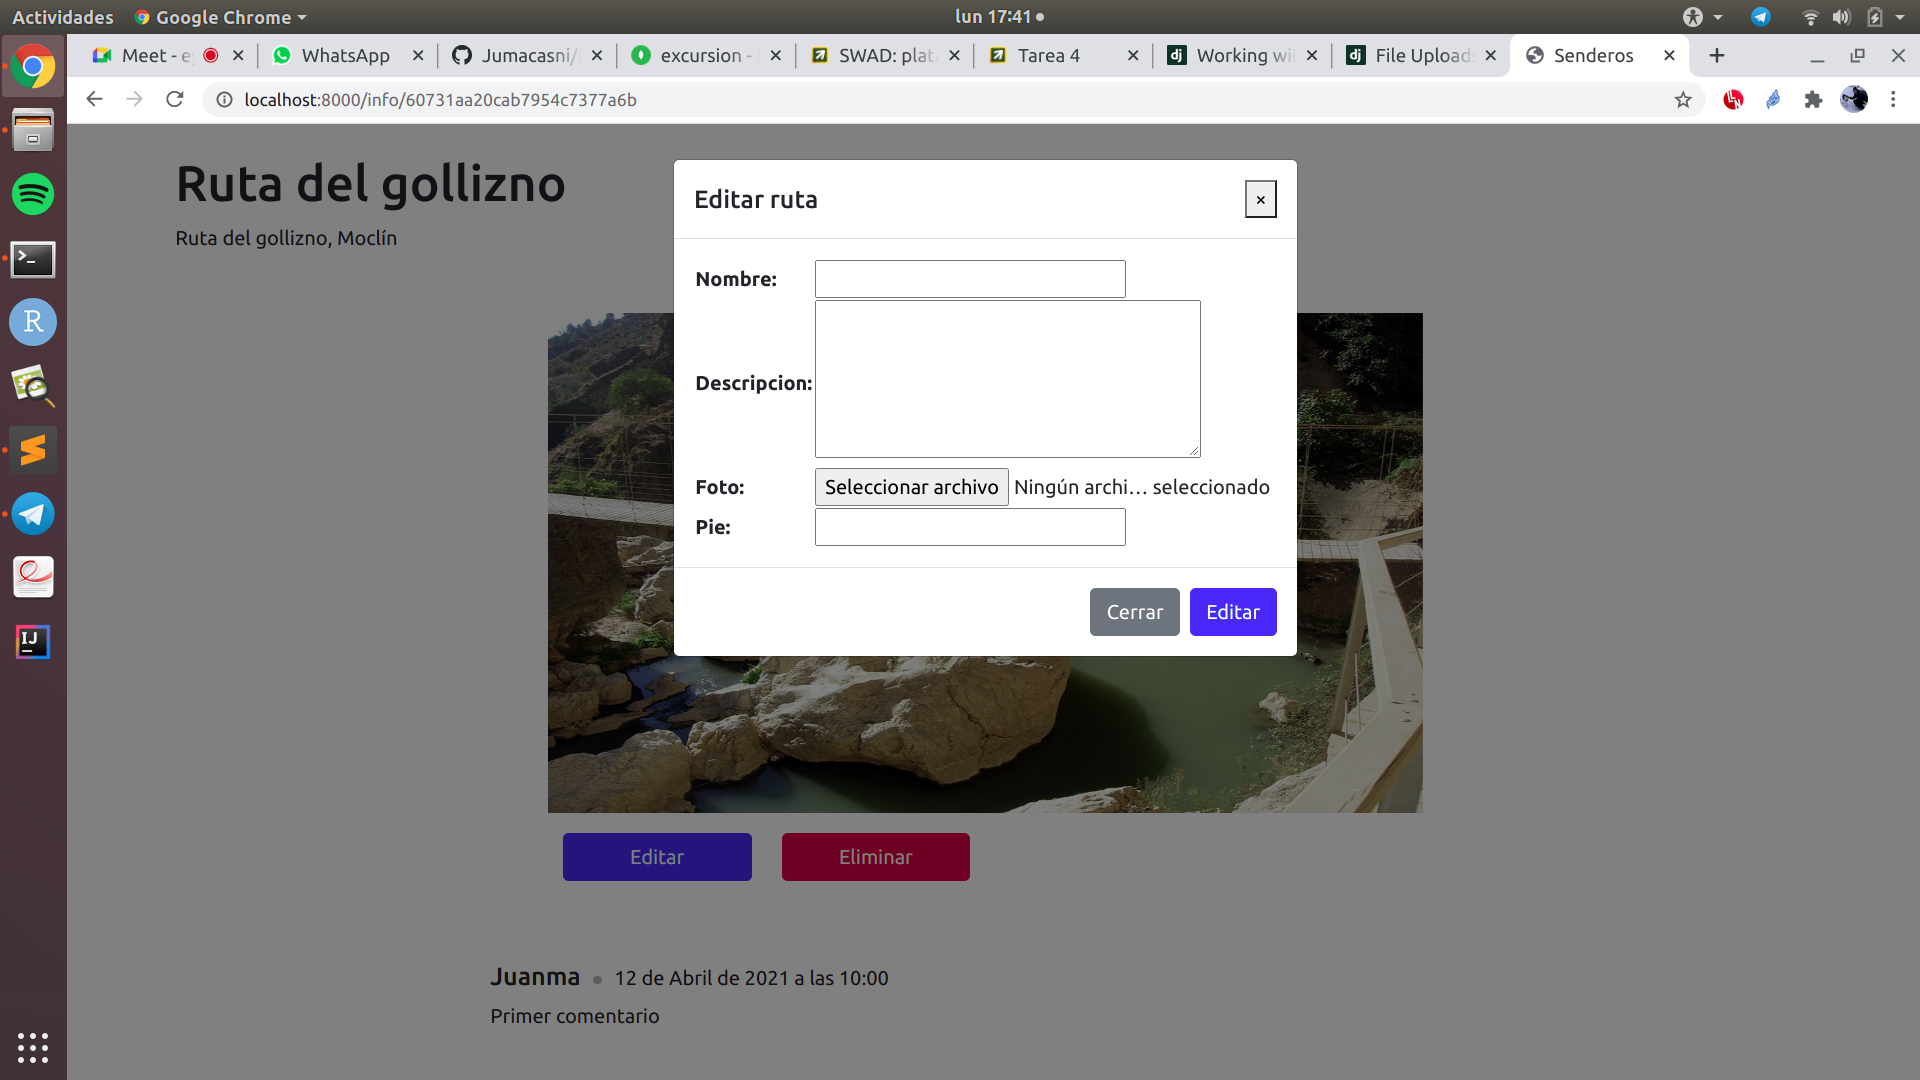 Actividades Google Chrome lun 17:41
Meet - e WhatsApp Jumacasni/ excursion - SWAD: plat Tarea 4 Working wi File Upload Senderos
localhost:8000/info/60731aa20cab7954c7377a6b
Ruta del gollizno
Ruta del gollizno, Moclín
Editar ruta ×
Nombre:
Descripcion:
Foto: Seleccionar archivo Ningún archi… seleccionado
Pie:
Cerrar Editar
Editar Eliminar
Juanma 12 de Abril de 2021 a las 10:00
Primer comentario